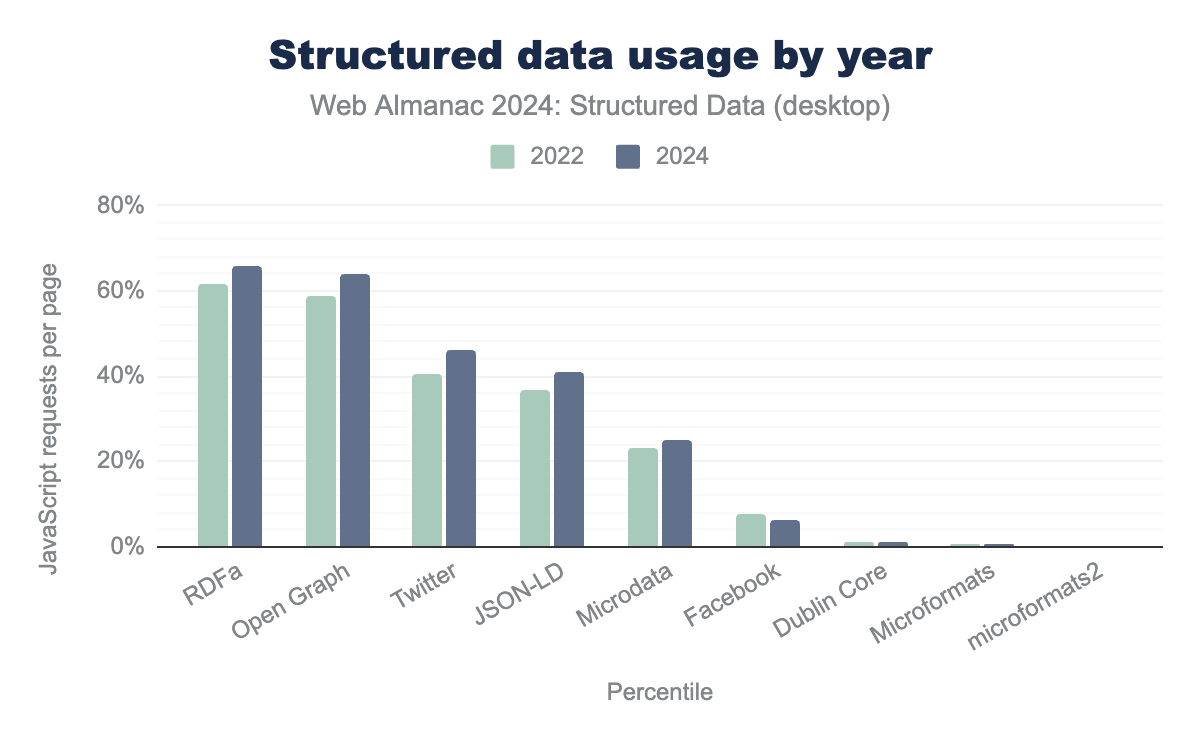 Structured data usage by year
Web Almanac 2024: Structured Data (desktop)
2022 2024
80%
60%
40%
20%
0%
JavaScript requests per page
RDFa
Open Graph
Twitter
JSON-LD
Microdata
Facebook
Dublin Core
Microformats
microformats2
Percentile